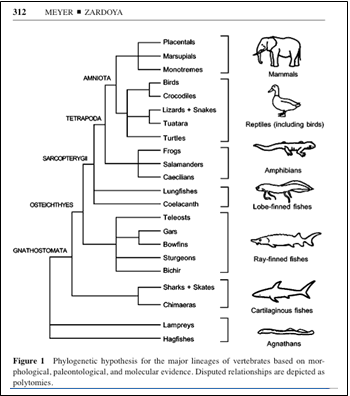 312 MEYER ■ ZARDOYA
Placentals
Marsupials
Monotremes
Mammals
AMNIOTA
Birds
Crocodiles
Lizards + Snakes
Tuatara
Turtles
Reptiles (including birds)
TETRAPODA
Frogs
Salamanders
Caecilians
Amphibians
SARCOPTERYGII
Lungfishes
Coelacanth
Lobe-finned fishes
OSTEICHTHYES
Teleosts
Gars
Bowfins
Sturgeons
Bichir
Ray-finned fishes
GNATHOSTOMATA
Sharks + Skates
Chimaeras
Cartilaginous fishes
Lampreys
Hagfishes
Agnathans
Figure 1 Phylogenetic hypothesis for the major lineages of vertebrates based on mor-
phological, paleontological, and molecular evidence. Disputed relationships are depicted as
polytomies.